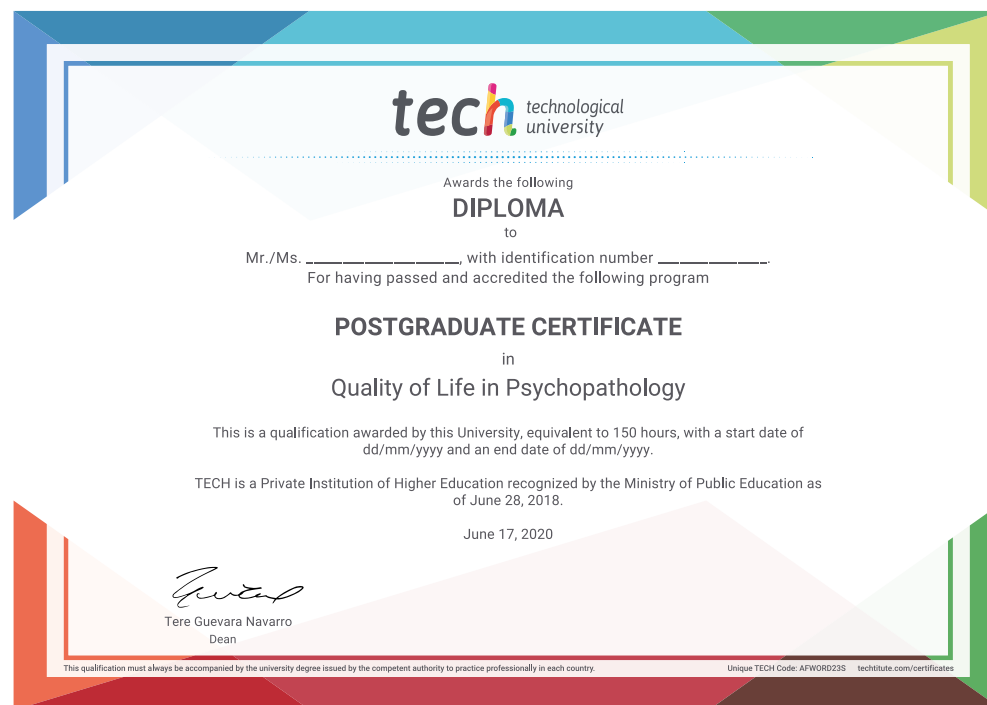 tech technological
university
Awards the following
DIPLOMA
to
Mr./Ms. ____________________, with identification number ______________.
For having passed and accredited the following program
POSTGRADUATE CERTIFICATE
in
Quality of Life in Psychopathology
This is a qualification awarded by this University, equivalent to 150 hours, with a start date of
dd/mm/yyyy and an end date of dd/mm/yyyy.
TECH is a Private Institution of Higher Education recognized by the Ministry of Public Education as
of June 28, 2018.
June 17, 2020
Tere Guevara Navarro
Dean
This qualification must always be accompanied by the university degree issued by the competent authority to practice professionally in each country.
Unique TECH Code: AFWORD23S techtitute.com/certificates